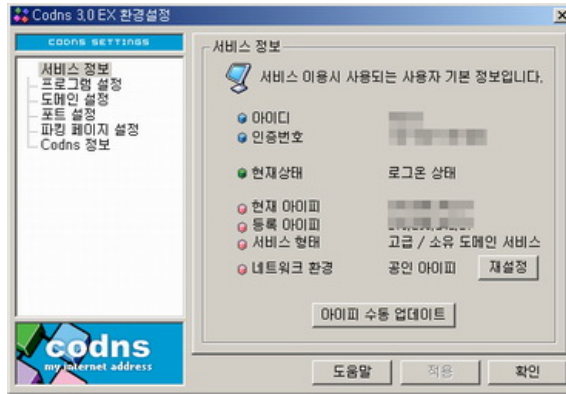 Codns 3,0 EX 환경설정
CODNS SETTINGS
서비스 정보
프로그램 설정
도메인 설정
포트 설정
파킹 페이지 설정
Codns 정보
서비스 정보
서비스 이용시 사용되는 사용자 기본 정보입니다.
아이디
인증번호
현재상태 로그온 상태
현재 아이피
등록 아이피
서비스 형태 고급 / 소유 도메인 서비스
네트워크 환경 공인 아이피 재설정
아이피 수동 업데이트
codns
my internet address
도움말 적용 확인